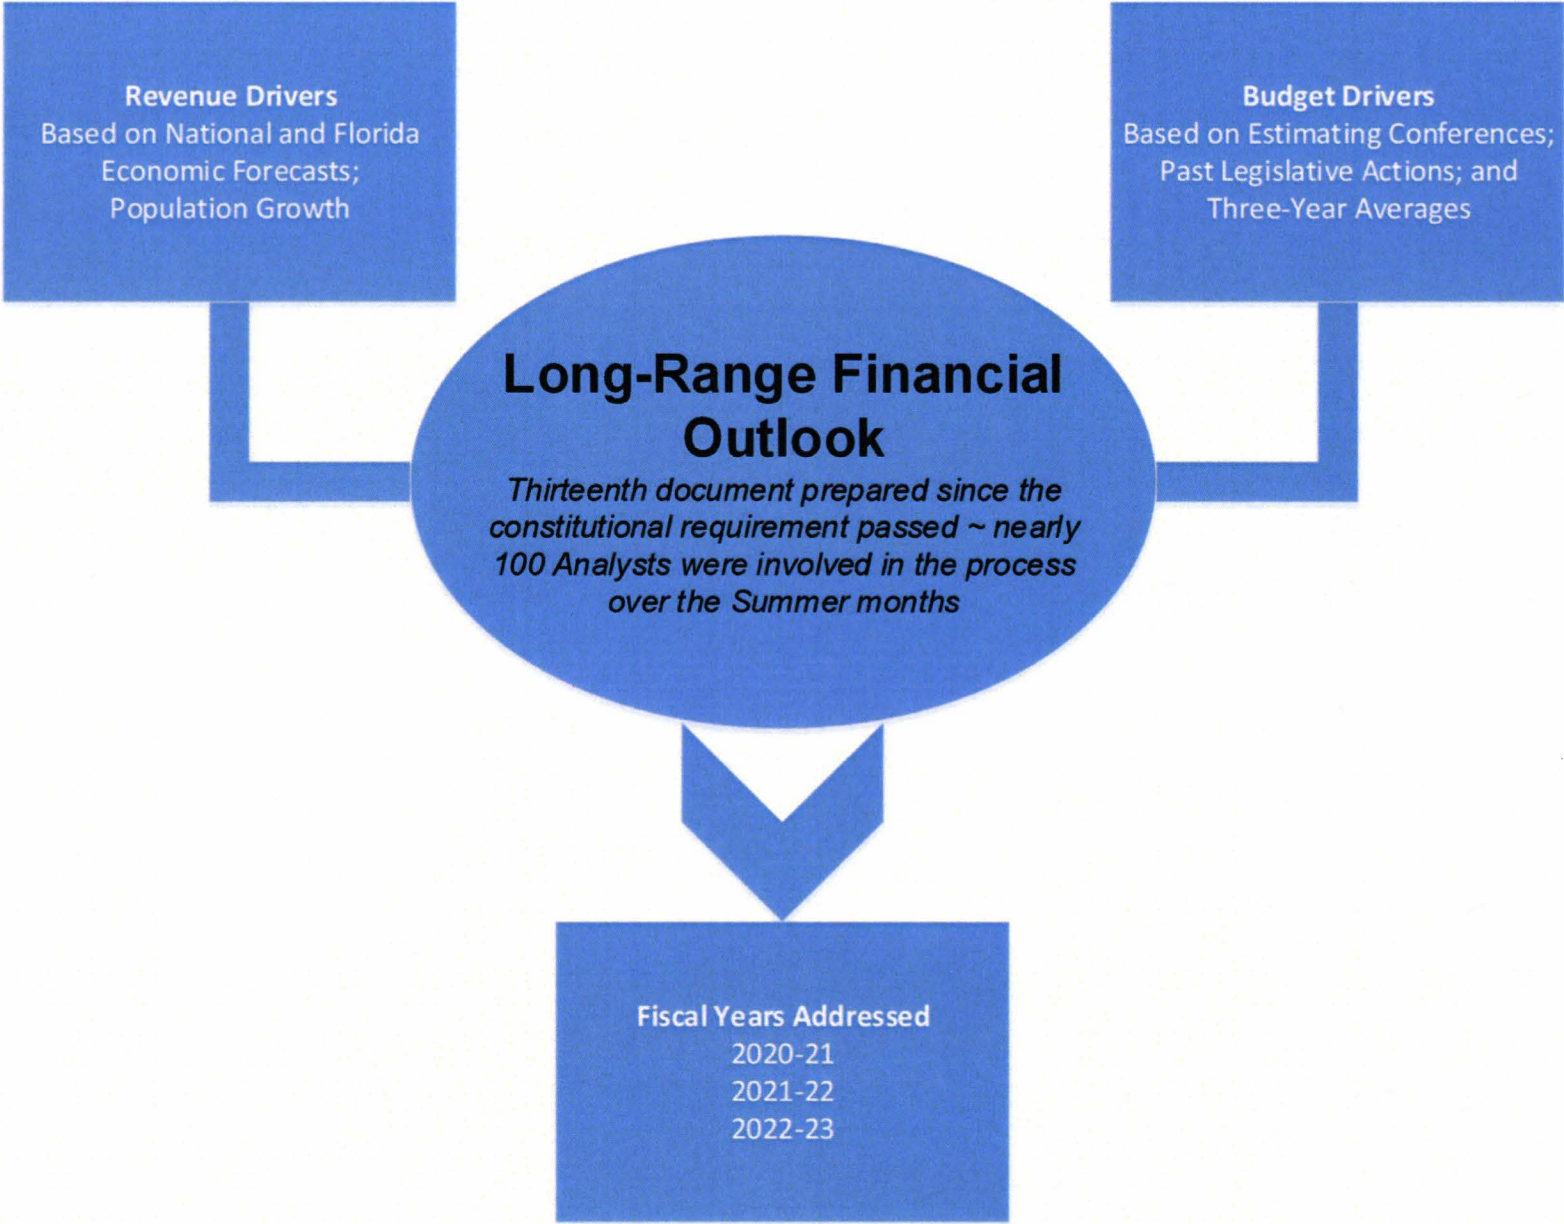 Revenue Drivers
Based on National and Florida
Economic Forecasts;
Population Growth
Budget Drivers
Based on Estimating Conferences;
Past Legislative Actions; and
Three-Year Averages
Long-Range Financial
Outlook
Thirteenth document prepared since the
constitutional requirement passed ~ nearly
100 Analysts were involved in the process
over the Summer months
Fiscal Years Addressed
2020-21
2021-22
2022-23